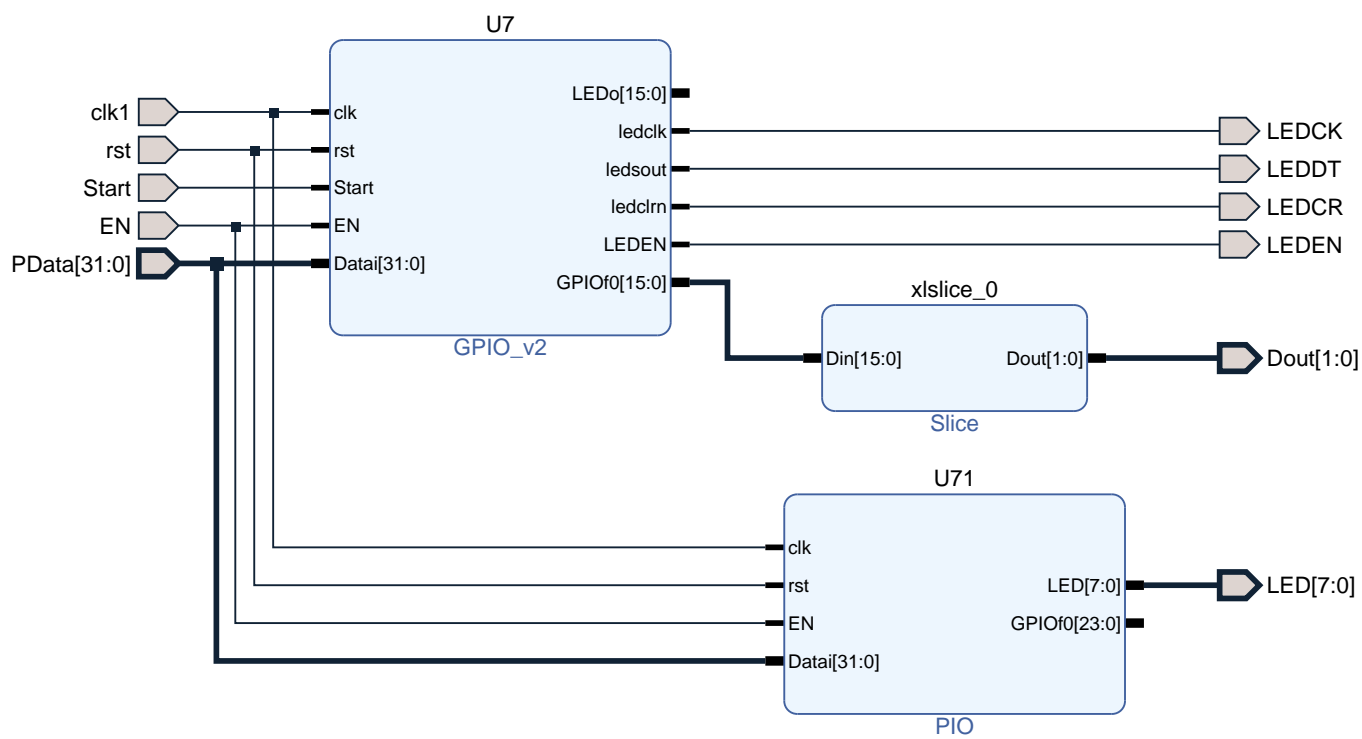 U7
clk1
rst
Start
EN
PData[31:0]
clk
rst
Start
EN
Datai[31:0]
LEDo[15:0]
ledclk
ledsout
ledclrn
LEDEN
GPIOf0[15:0]
GPIO_v2
LEDCK
LEDDT
LEDCR
LEDEN
xlslice_0
Din[15:0]
Dout[1:0]
Slice
Dout[1:0]
U71
clk
rst
EN
Datai[31:0]
LED[7:0]
GPIOf0[23:0]
PIO
LED[7:0]